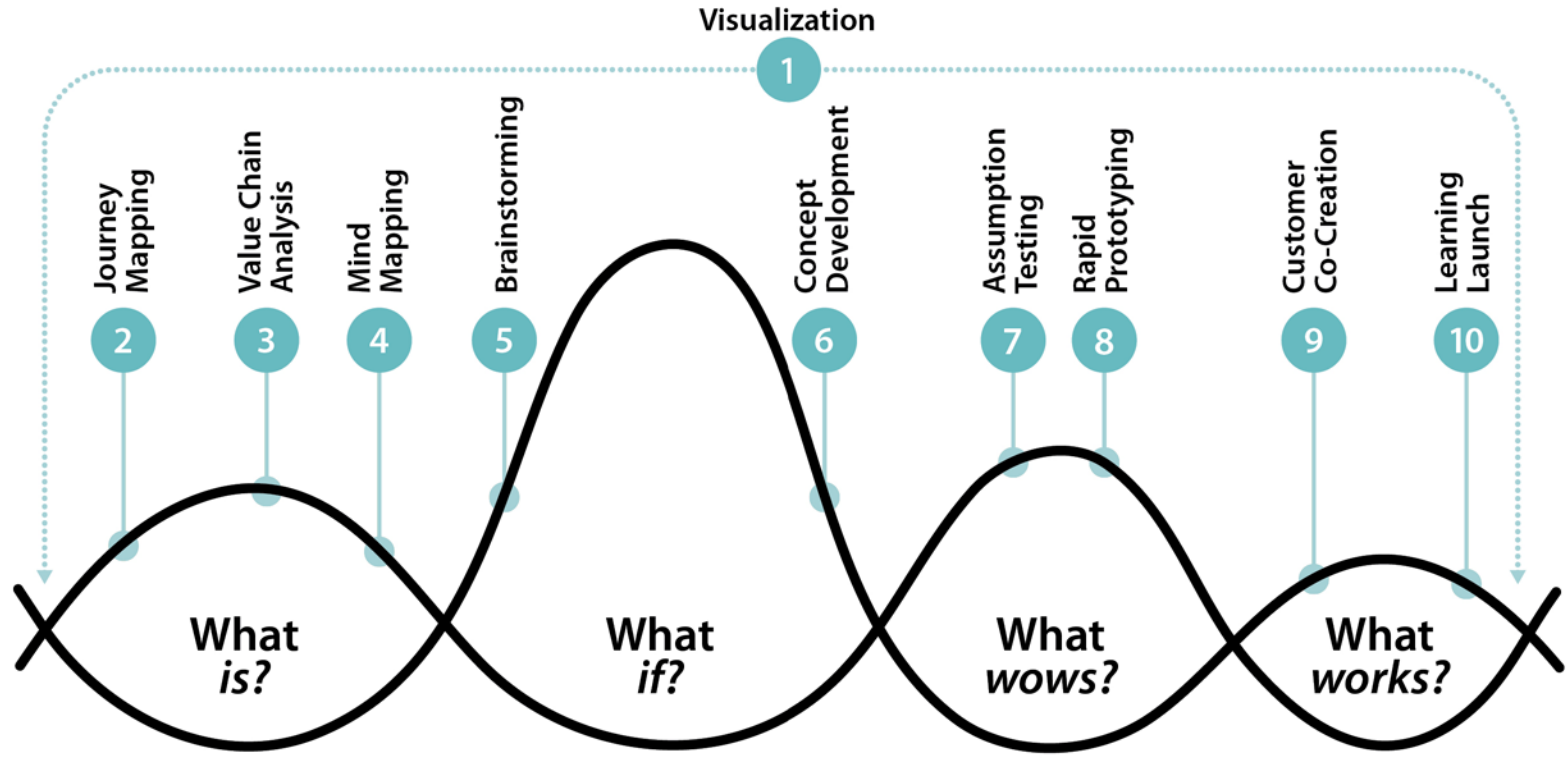 Visualization
1
Journey
Mapping
2
Value Chain
Analysis
3
Mind
Mapping
4
Brainstorming
5
Concept
Development
6
Assumption
Testing
7
Rapid
Prototyping
8
Customer
Co-Creation
9
Learning
Launch
10
What
is?
What
if?
What
wows?
What
works?